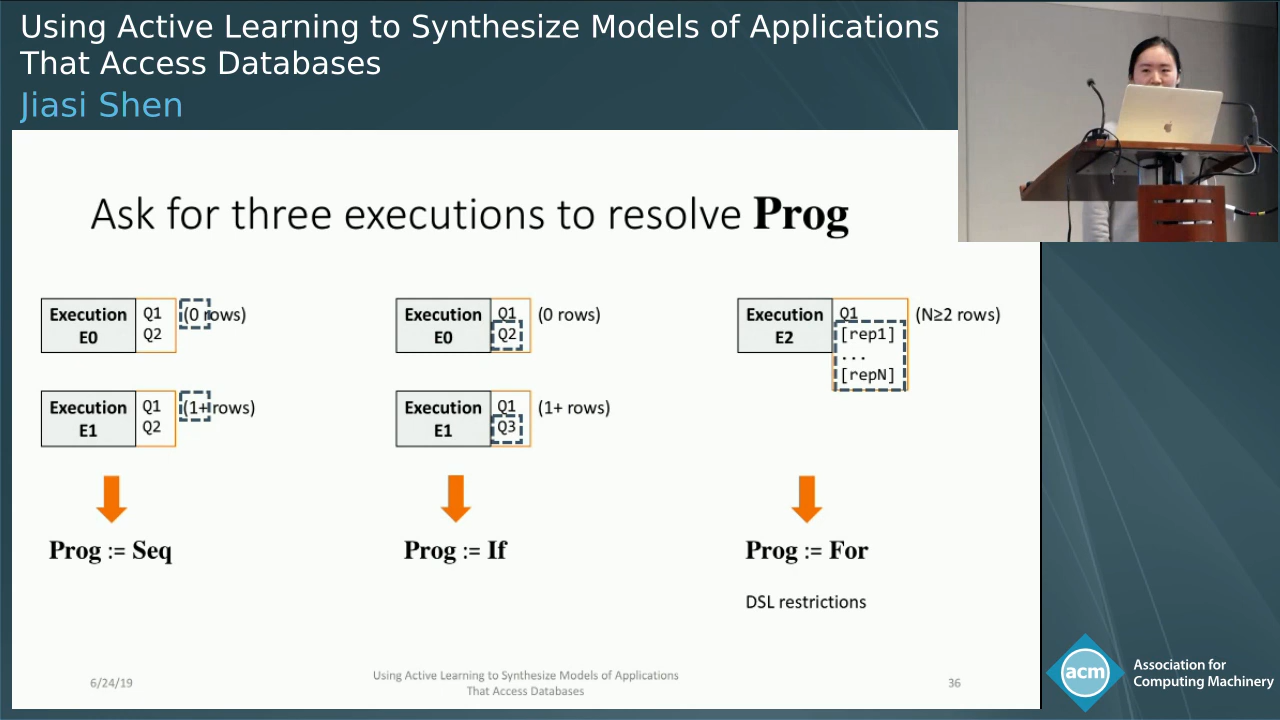 Using Active Learning to Synthesize Models of Applications
That Access Databases
Jiasi Shen
Ask for three executions to resolve Prog
Execution
E0
Q1
Q2
(0 rows)
Execution
E1
Q1
Q2
(1+ rows)
Prog := Seq
Execution
E0
Q1
Q2
(0 rows)
Execution
E1
Q1
Q3
(1+ rows)
Prog := If
Execution
E2
Q1
[rep1]
...
[repN]
(N≥2 rows)
Prog := For
DSL restrictions
6/24/19
Using Active Learning to Synthesize Models of Applications
That Access Databases
36
acm
Association for
Computing Machinery